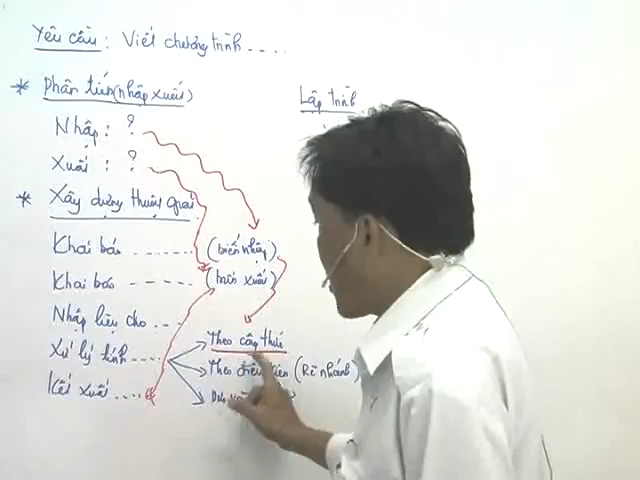 Yêu cầu: Viết chương trình ....
* Phân tích (nhập xuất)
Lập trình
Nhập: ?
Xuất: ?
* Xây dựng thuật giải
Khai báo ....... (biến nhập)
Khai báo ------ (biến xuất)
Nhập liệu cho ...
Xử lý tính .... Theo công thức
Theo điều kiện (Rẽ nhánh)
Kết xuất ....